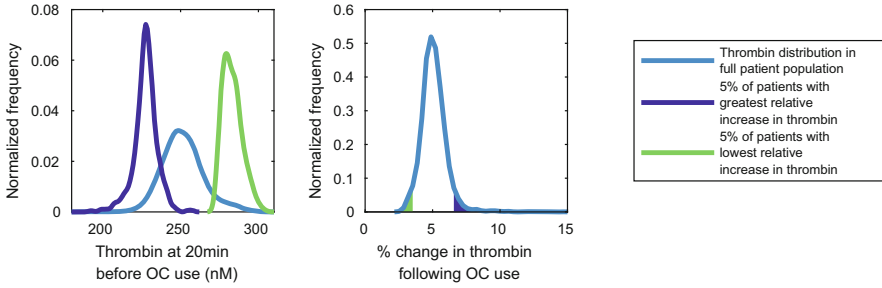 0.08
0.06
0.04
0.02
0
Normalized frequency
200
250
300
Thrombin at 20min
before OC use (nM)
0.6
0.5
0.4
0.3
0.2
0.1
0
Normalized frequency
0
5
10
15
% change in thrombin
following OC use
Thrombin distribution in
full patient population
5% of patients with
greatest relative
increase in thrombin
5% of patients with
lowest relative
increase in thrombin